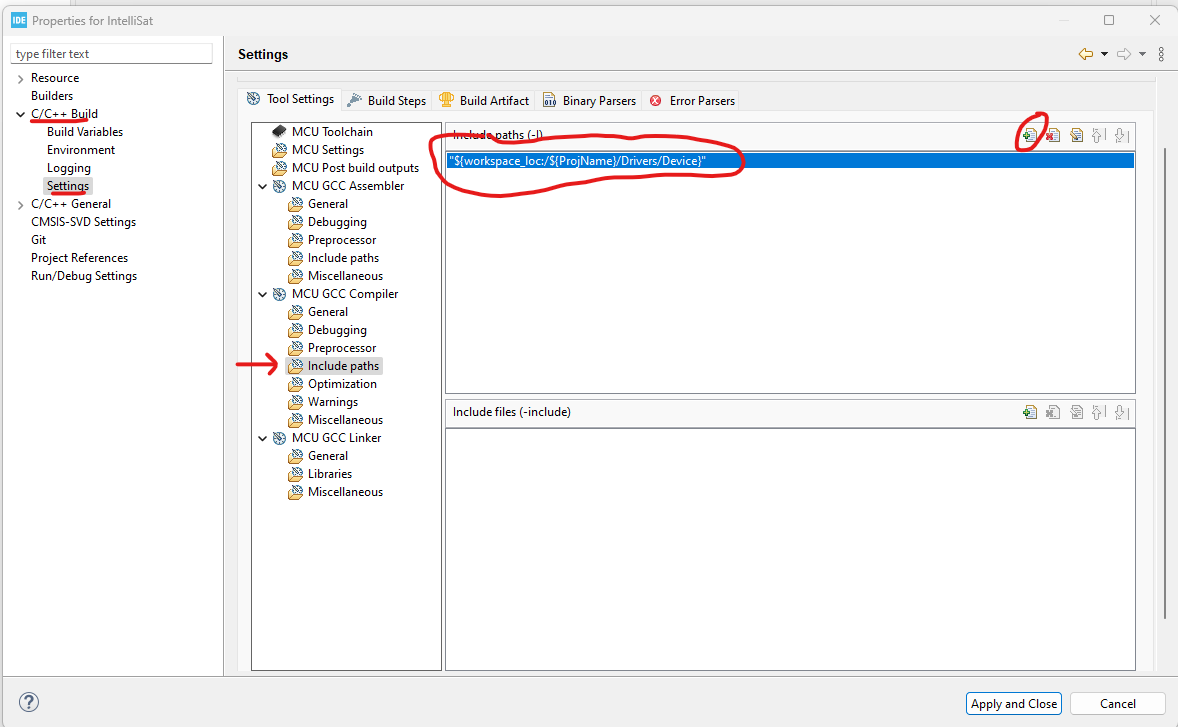 IDE Properties for IntelliSat
type filter text
Resource
Builders
C/C++ Build
Build Variables
Environment
Logging
Settings
C/C++ General
CMSIS-SVD Settings
Git
Project References
Run/Debug Settings
Settings
Tool Settings Build Steps Build Artifact Binary Parsers Error Parsers
MCU Toolchain
MCU Settings
MCU Post build outputs
MCU GCC Assembler
General
Debugging
Preprocessor
Include paths
Miscellaneous
MCU GCC Compiler
General
Debugging
Preprocessor
Include paths
Optimization
Warnings
Miscellaneous
MCU GCC Linker
General
Libraries
Miscellaneous
Include paths (-I)
"${workspace_loc:/${ProjName}/Drivers/Device}"
Include files (-include)
? Apply and Close Cancel